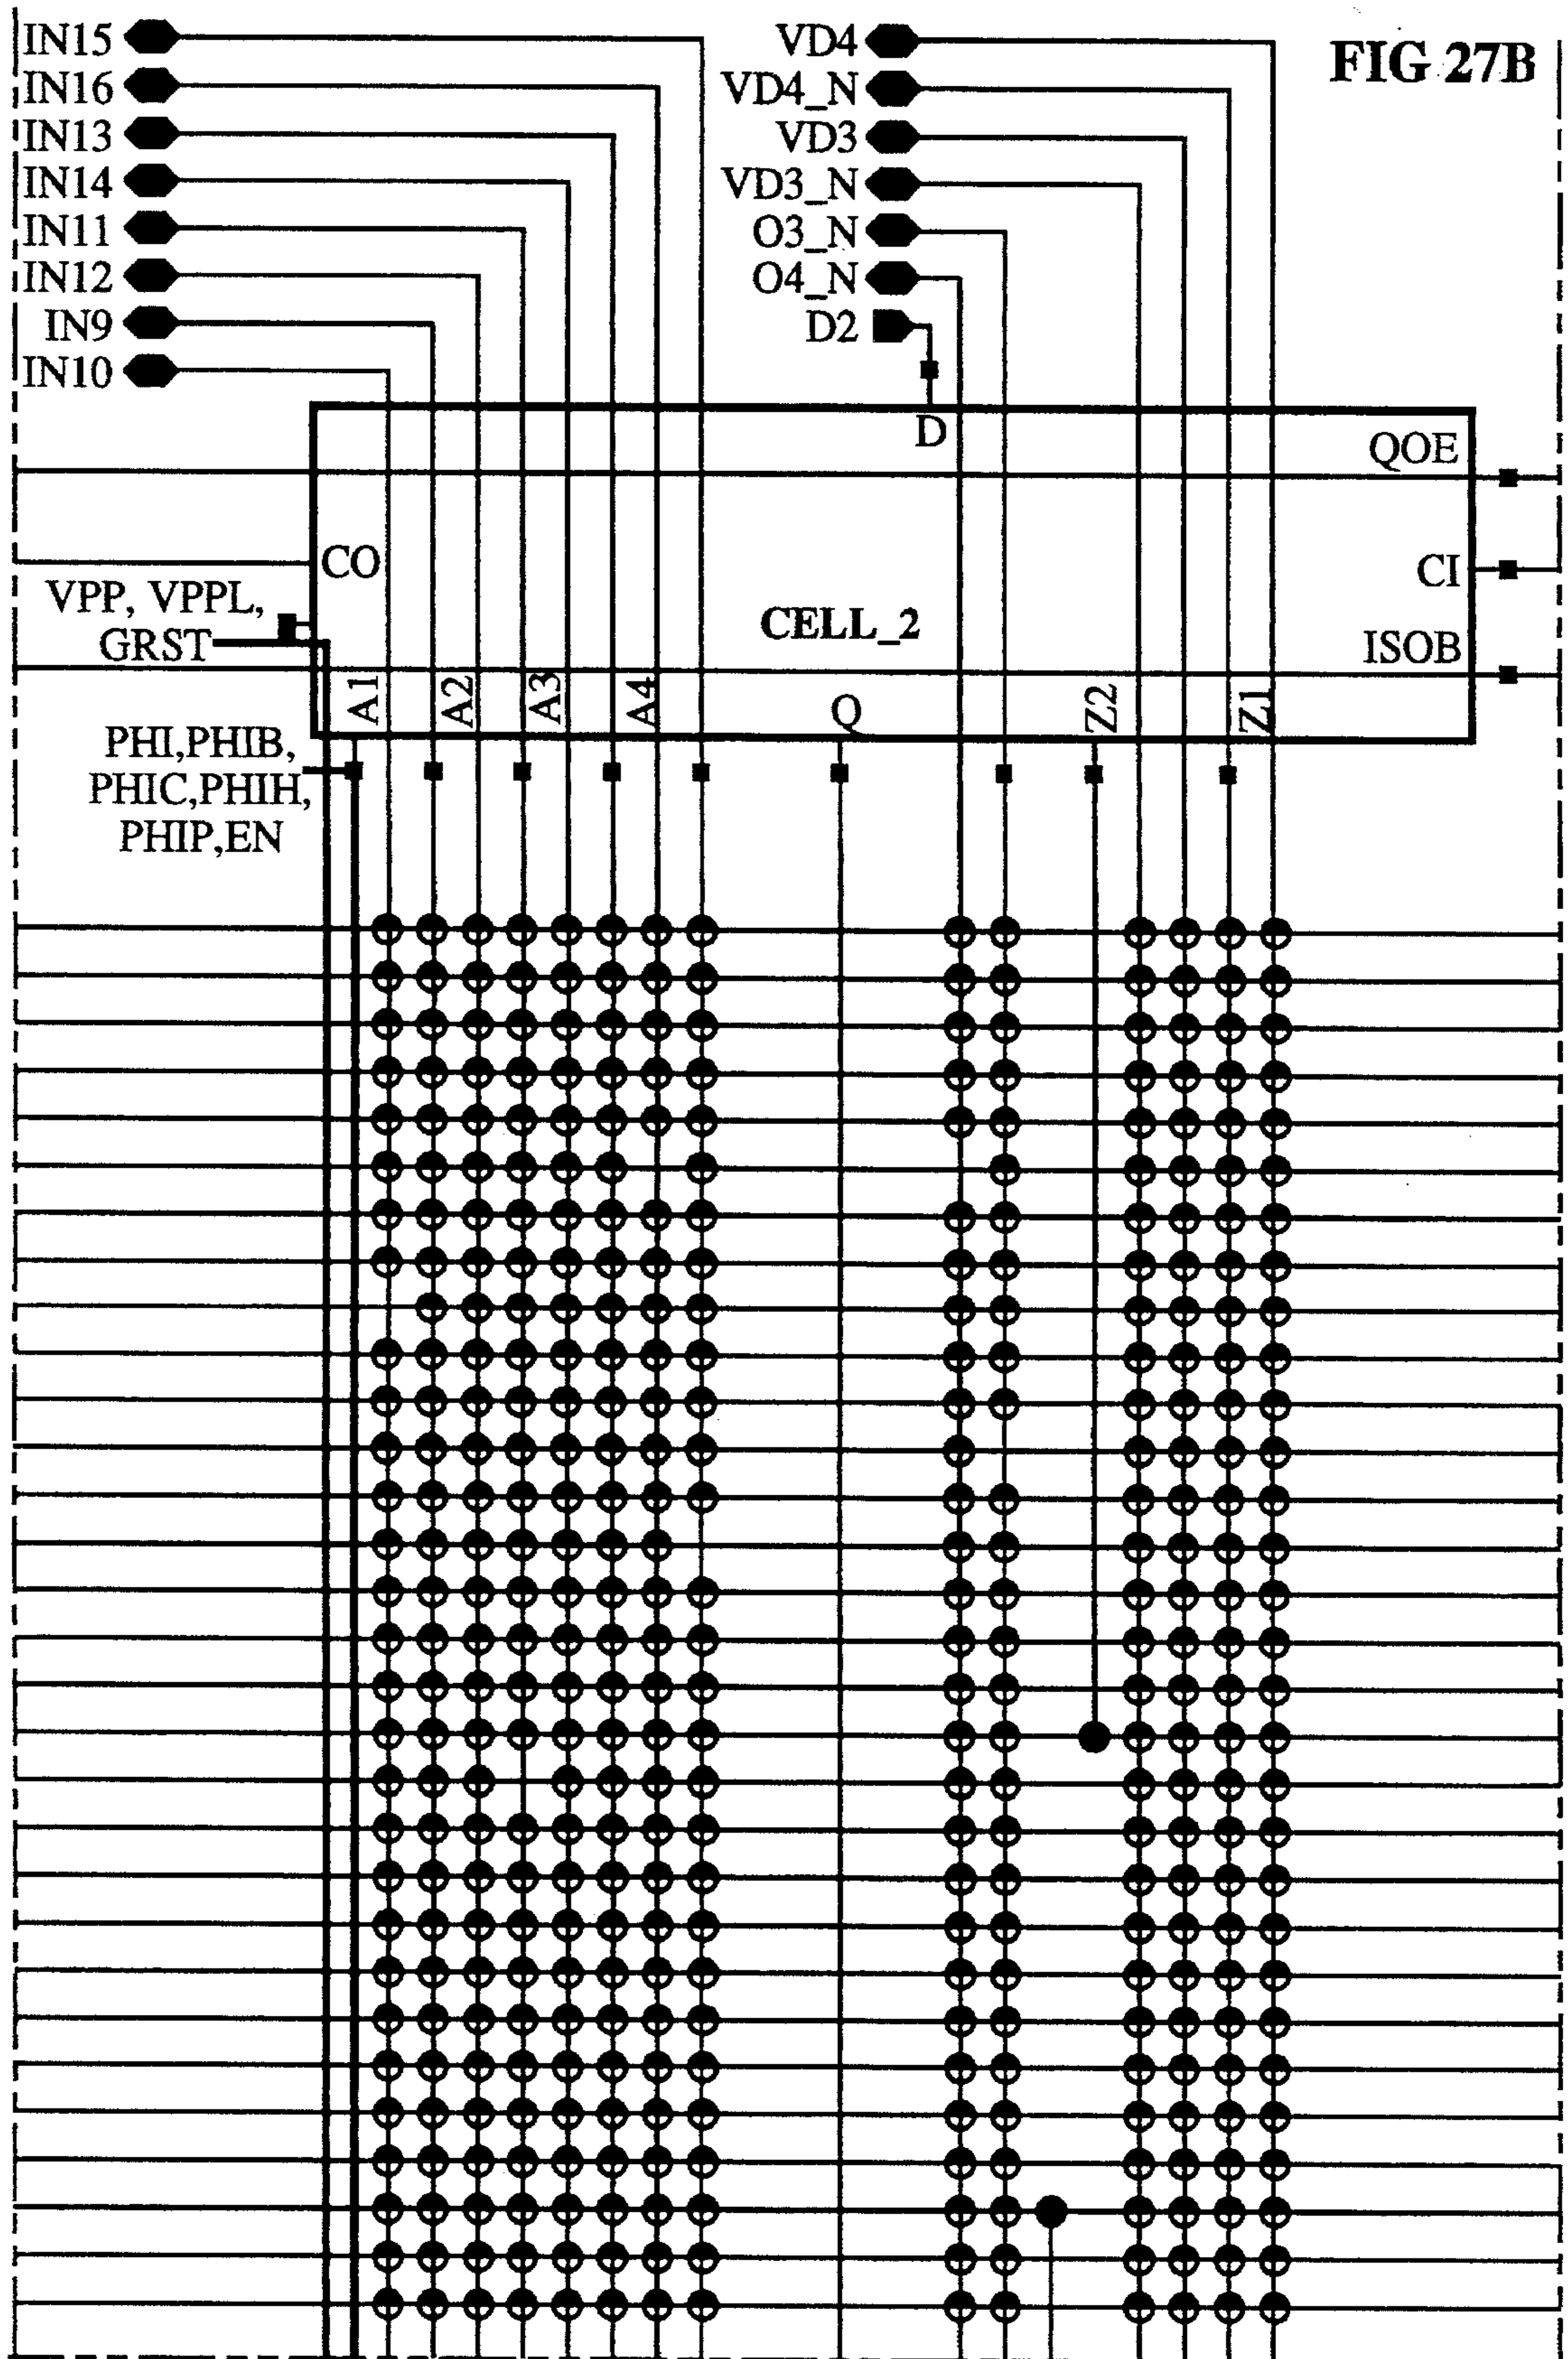 FIG 27B
IN15
IN16
IN13
IN14
IN11
IN12
IN9
IN10
VD4
VD4_N
VD3
VD3_N
O3_N
O4_N
D2
D
QOE
CO
CI
VPP, VPPL,
GRST
CELL_2
ISOB
A1
A2
A3
A4
Q
Z2
Z1
PHI,PHIB,
PHIC,PHIH,
PHIP,EN